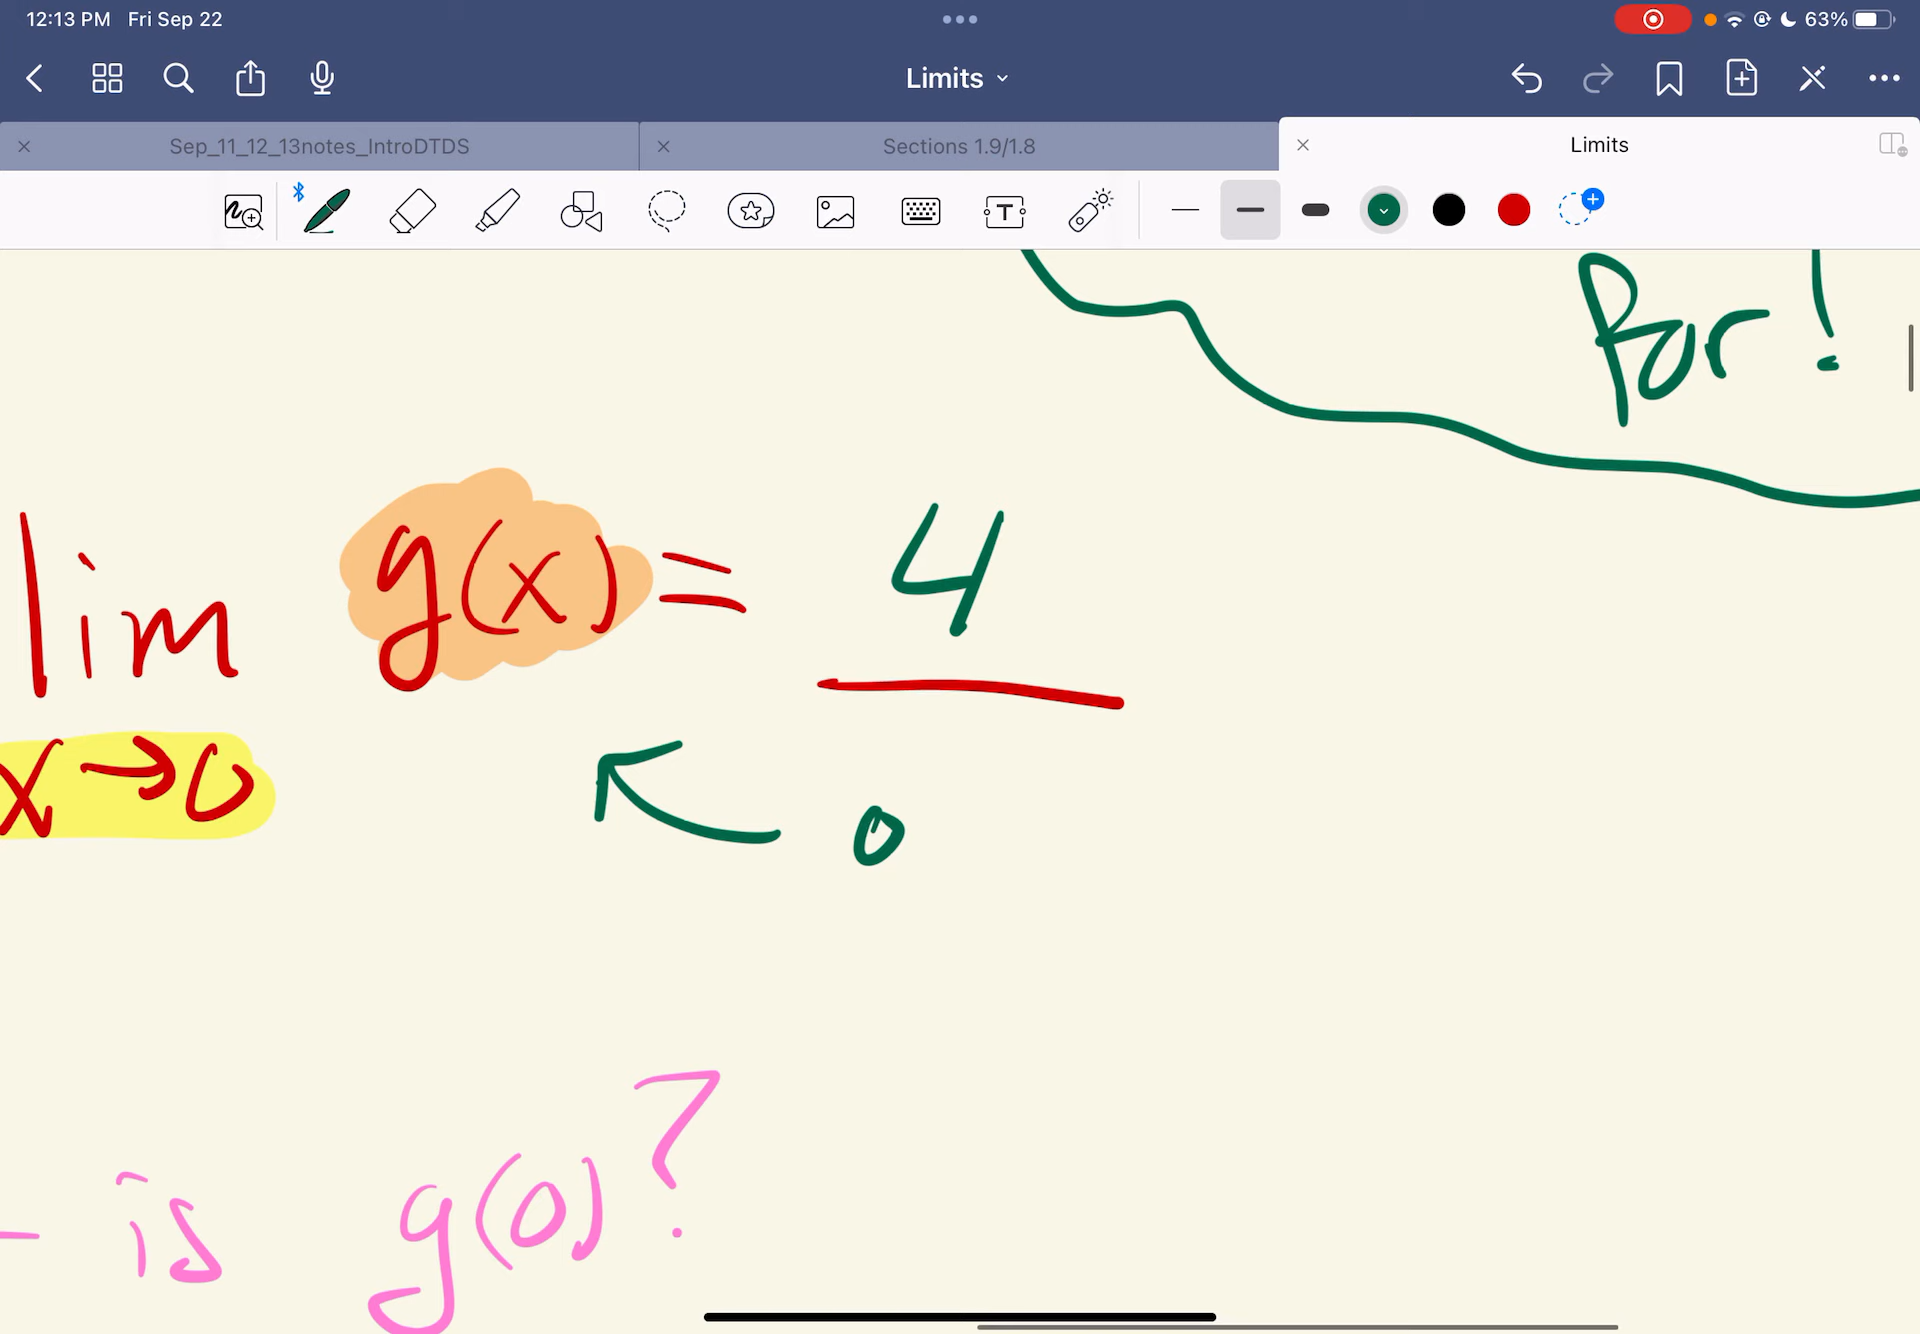 12:13 PM Fri Sep 22
63%
Limits
Sep_11_12_13notes_IntroDTDS
Sections 1.9/1.8
Limits
For!
lim g(x) = 4
x→0
o
is g(0)?